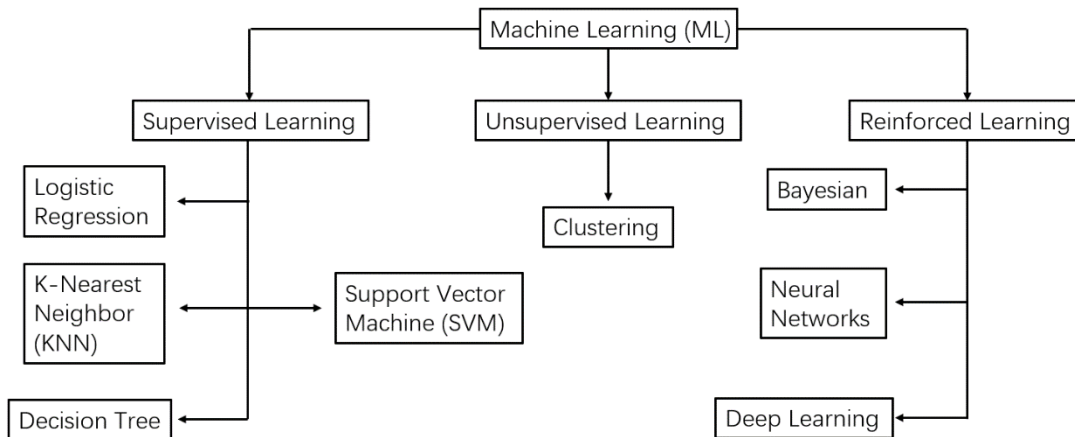 Machine Learning (ML)
Supervised Learning
Unsupervised Learning
Reinforced Learning
Logistic
Regression
K-Nearest
Neighbor
(KNN)
Support Vector
Machine (SVM)
Decision Tree
Clustering
Bayesian
Neural
Networks
Deep Learning